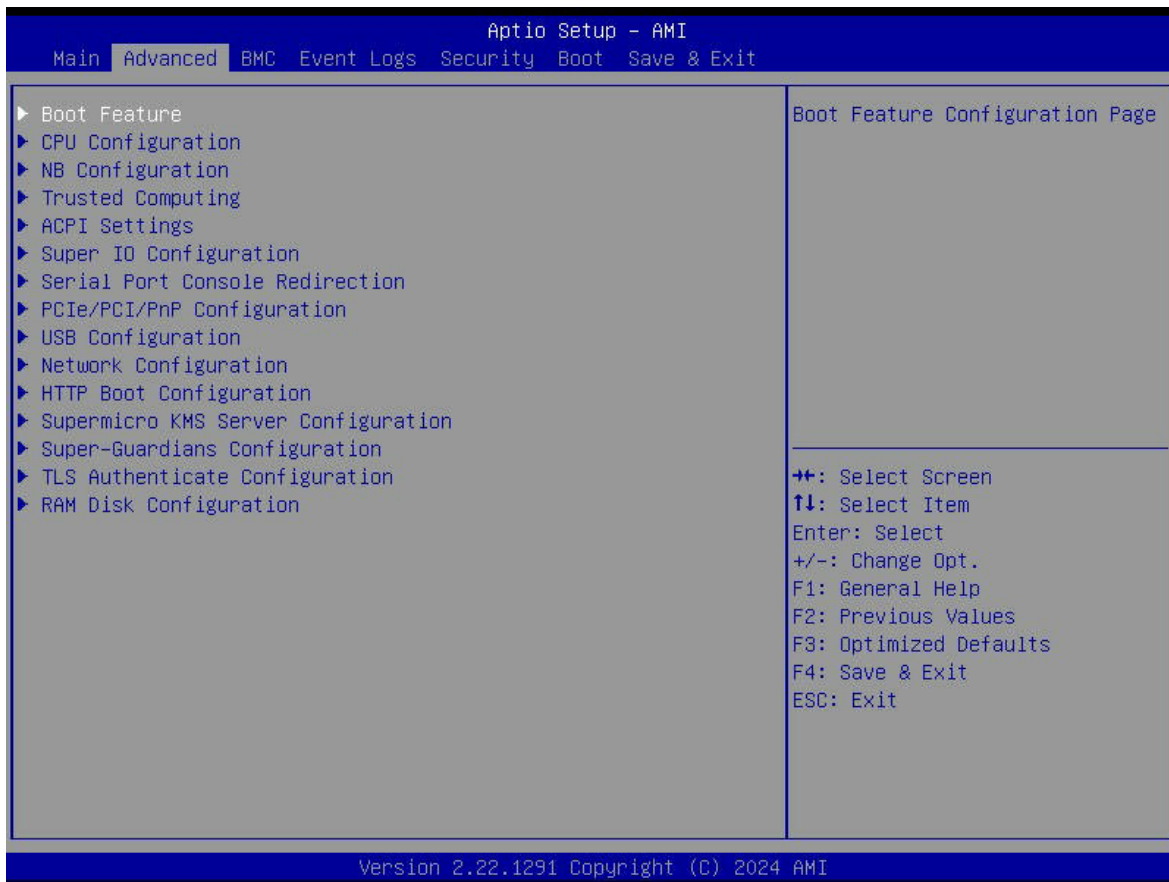 Aptio Setup – AMI
Main Advanced BMC Event Logs Security Boot Save & Exit
▶ Boot Feature
▶ CPU Configuration
▶ NB Configuration
▶ Trusted Computing
▶ ACPI Settings
▶ Super IO Configuration
▶ Serial Port Console Redirection
▶ PCIe/PCI/PnP Configuration
▶ USB Configuration
▶ Network Configuration
▶ HTTP Boot Configuration
▶ Supermicro KMS Server Configuration
▶ Super-Guardians Configuration
▶ TLS Authenticate Configuration
▶ RAM Disk Configuration
Boot Feature Configuration Page
→←: Select Screen
↑↓: Select Item
Enter: Select
+/-: Change Opt.
F1: General Help
F2: Previous Values
F3: Optimized Defaults
F4: Save & Exit
ESC: Exit
Version 2.22.1291 Copyright (C) 2024 AMI